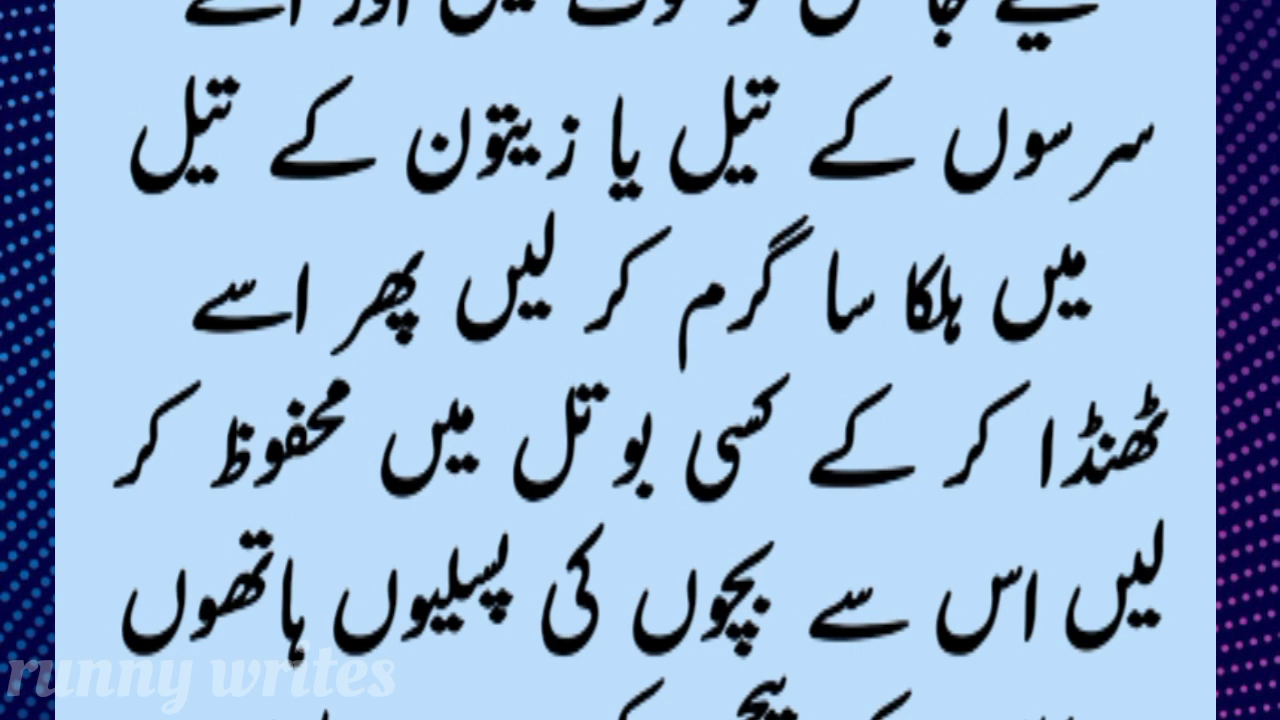 سرسوں کے تیل یا زیتون کے تیل
میں ہلکا سا گرم کر لیں پھر اسے
ٹھنڈا کر کے کسی بوتل میں محفوظ کر
لیں اس سے بچوں کی پسلیوں ہاتھوں
runny writes